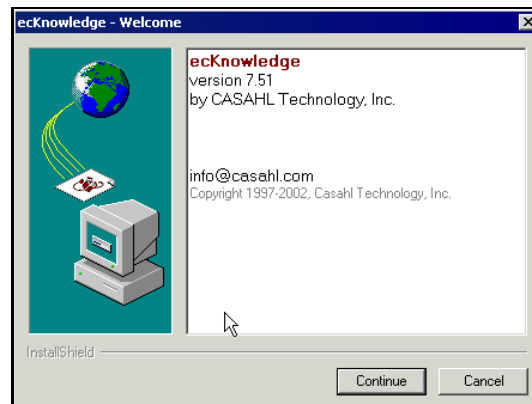 ecKnowledge - Welcome
ecKnowledge
version 7.51
by CASAHL Technology, Inc.
info@casahl.com
Copyright 1997-2002, Casahl Technology, Inc.
InstallShield
Continue
Cancel